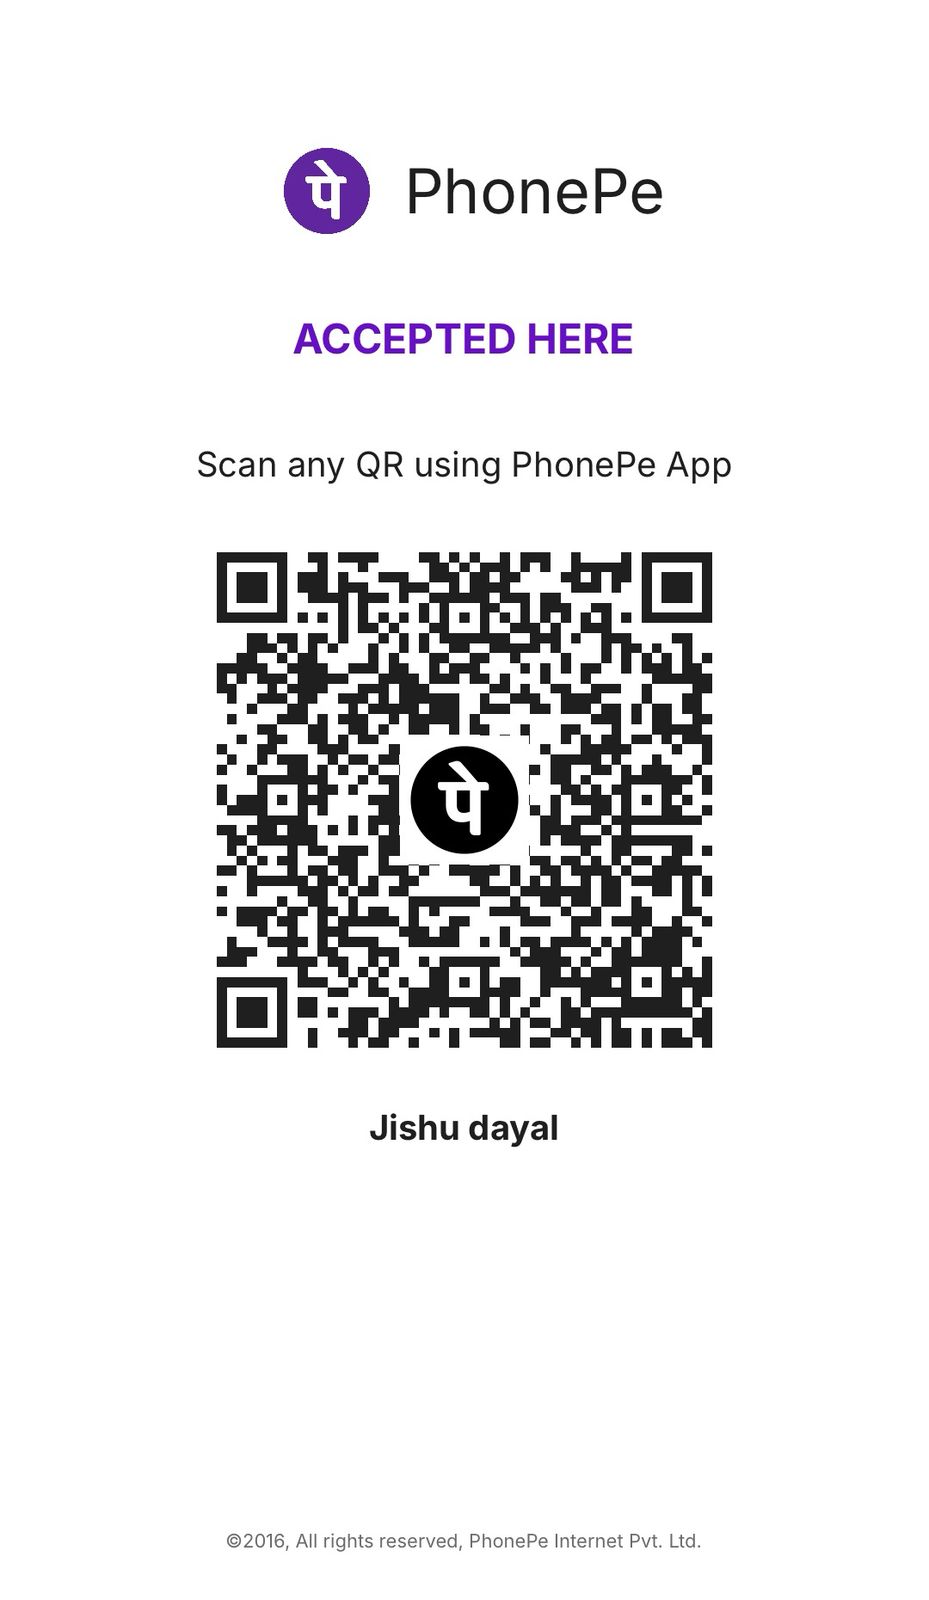 पे PhonePe
ACCEPTED HERE
Scan any QR using PhonePe App
पे
Jishu dayal
©2016, All rights reserved, PhonePe Internet Pvt. Ltd.